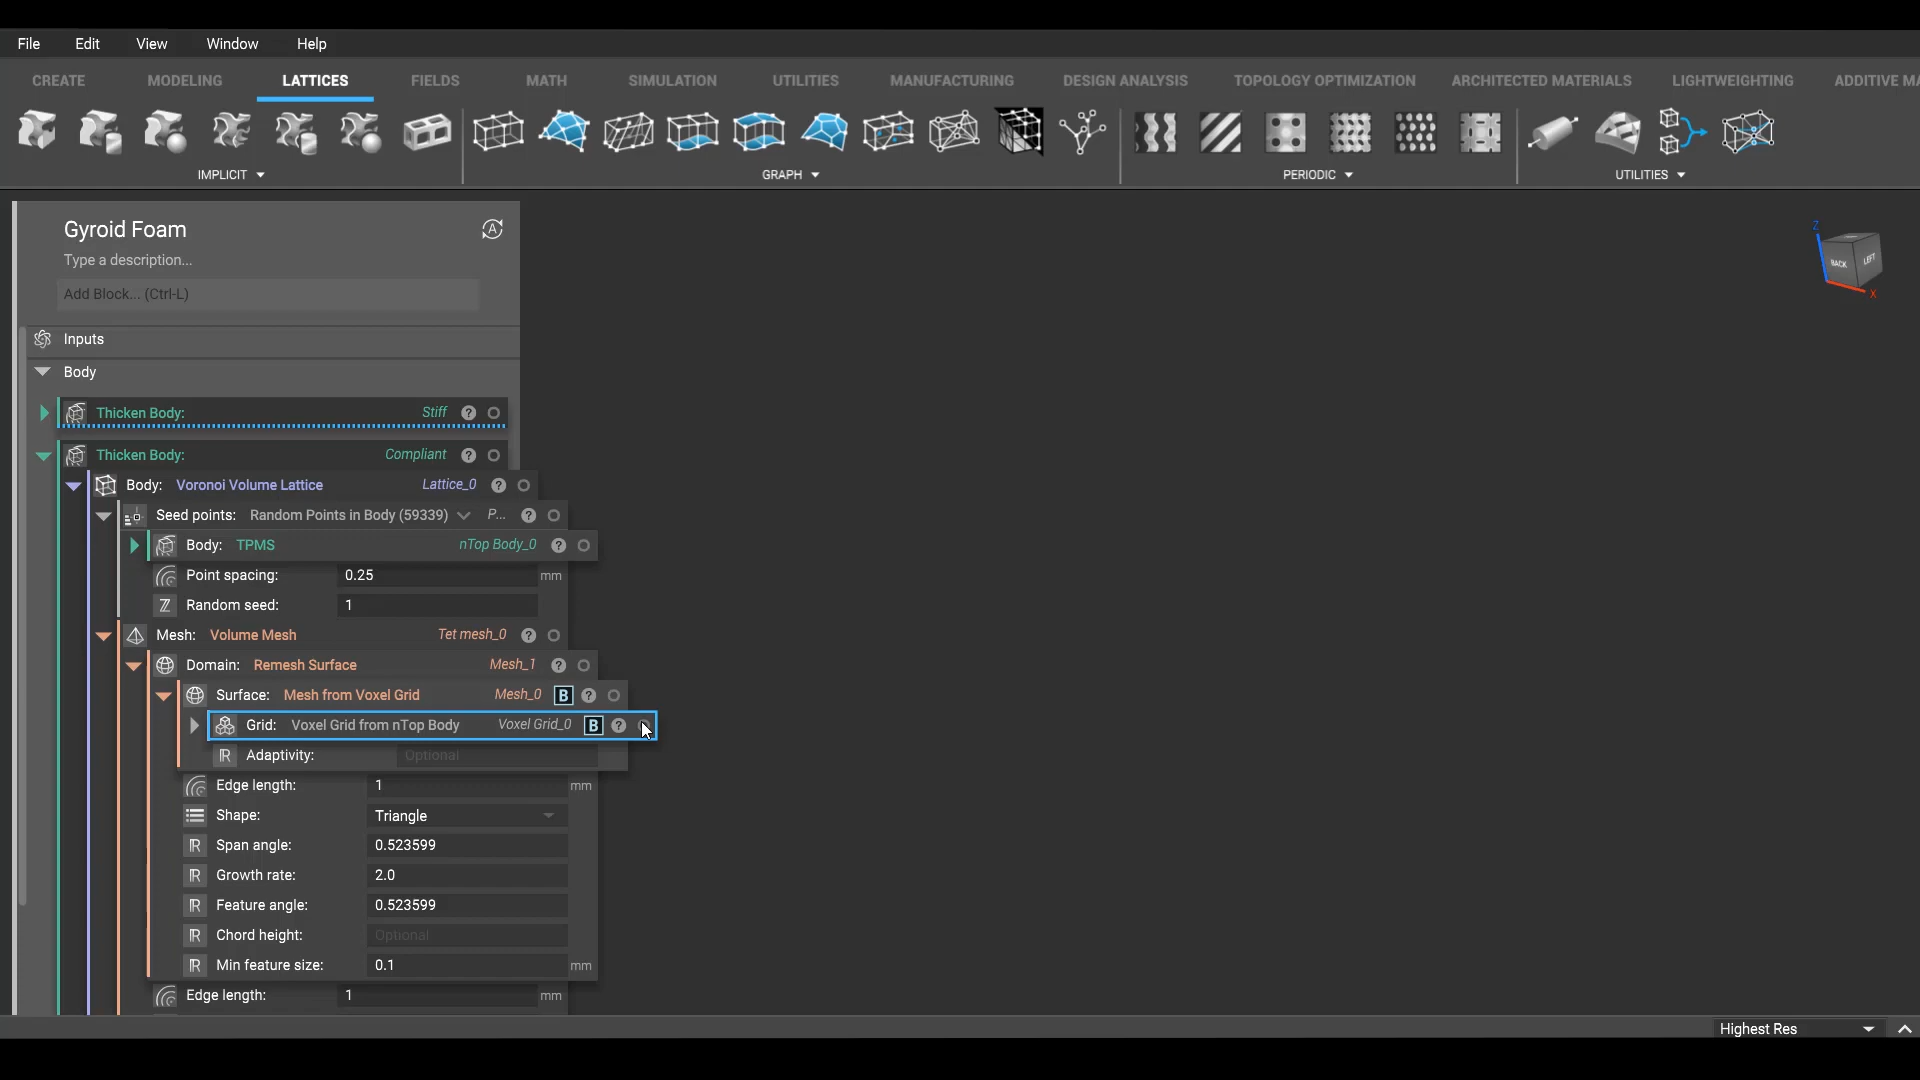 File Edit View Window Help
CREATE MODELING LATTICES FIELDS MATH SIMULATION UTILITIES MANUFACTURING DESIGN ANALYSIS TOPOLOGY OPTIMIZATION ARCHITECTED MATERIALS LIGHTWEIGHTING ADDITIVE MA
IMPLICIT GRAPH PERIODIC UTILITIES
Gyroid Foam
Type a description...
Add Block... (Ctrl-L)
Z
BACK LEFT
X
Inputs
Body
Thicken Body: Stiff ?
Thicken Body: Compliant ?
Body: Voronoi Volume Lattice Lattice_0 ?
Seed points: Random Points in Body (59339) P... ?
Body: TPMS nTop Body_0 ?
Point spacing: 0.25 mm
Z Random seed: 1
Mesh: Volume Mesh Tet mesh_0 ?
Domain: Remesh Surface Mesh_1 ?
Surface: Mesh from Voxel Grid Mesh_0 B ?
Grid: Voxel Grid from nTop Body Voxel Grid_0 B ?
R Adaptivity: Optional
Edge length: 1 mm
Shape: Triangle
R Span angle: 0.523599
R Growth rate: 2.0
R Feature angle: 0.523599
R Chord height: Optional
R Min feature size: 0.1 mm
Edge length: 1 mm
Highest Res